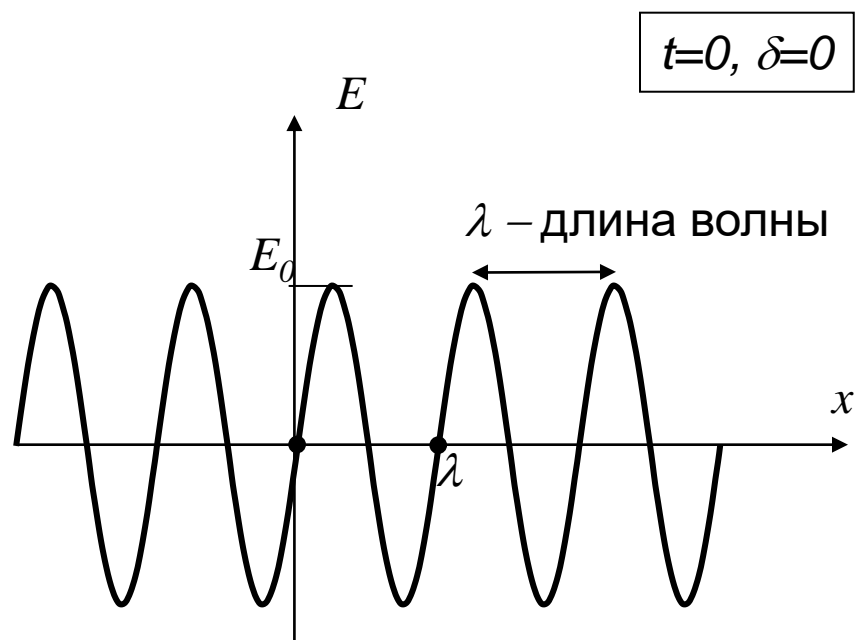 t=0, δ=0
E
λ – длина волны
E₀
x
λ